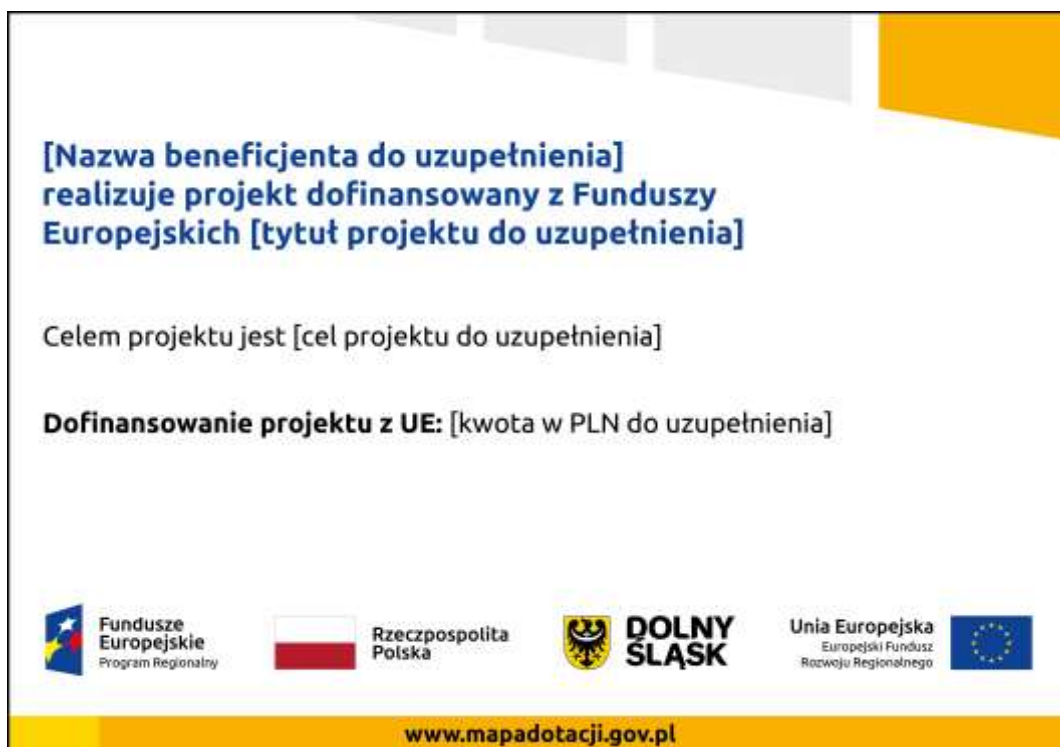 [Nazwa beneficjenta do uzupełnienia]
realizuje projekt dofinansowany z Funduszy
Europejskich [tytuł projektu do uzupełnienia]
Celem projektu jest [cel projektu do uzupełnienia]
Dofinansowanie projektu z UE: [kwota w PLN do uzupełnienia]
Fundusze
Europejskie
Program Regionalny
Rzeczpospolita
Polska
DOLNY
ŚLĄSK
Unia Europejska
Europejski Fundusz
Rozwoju Regionalnego
www.mapadotacji.gov.pl